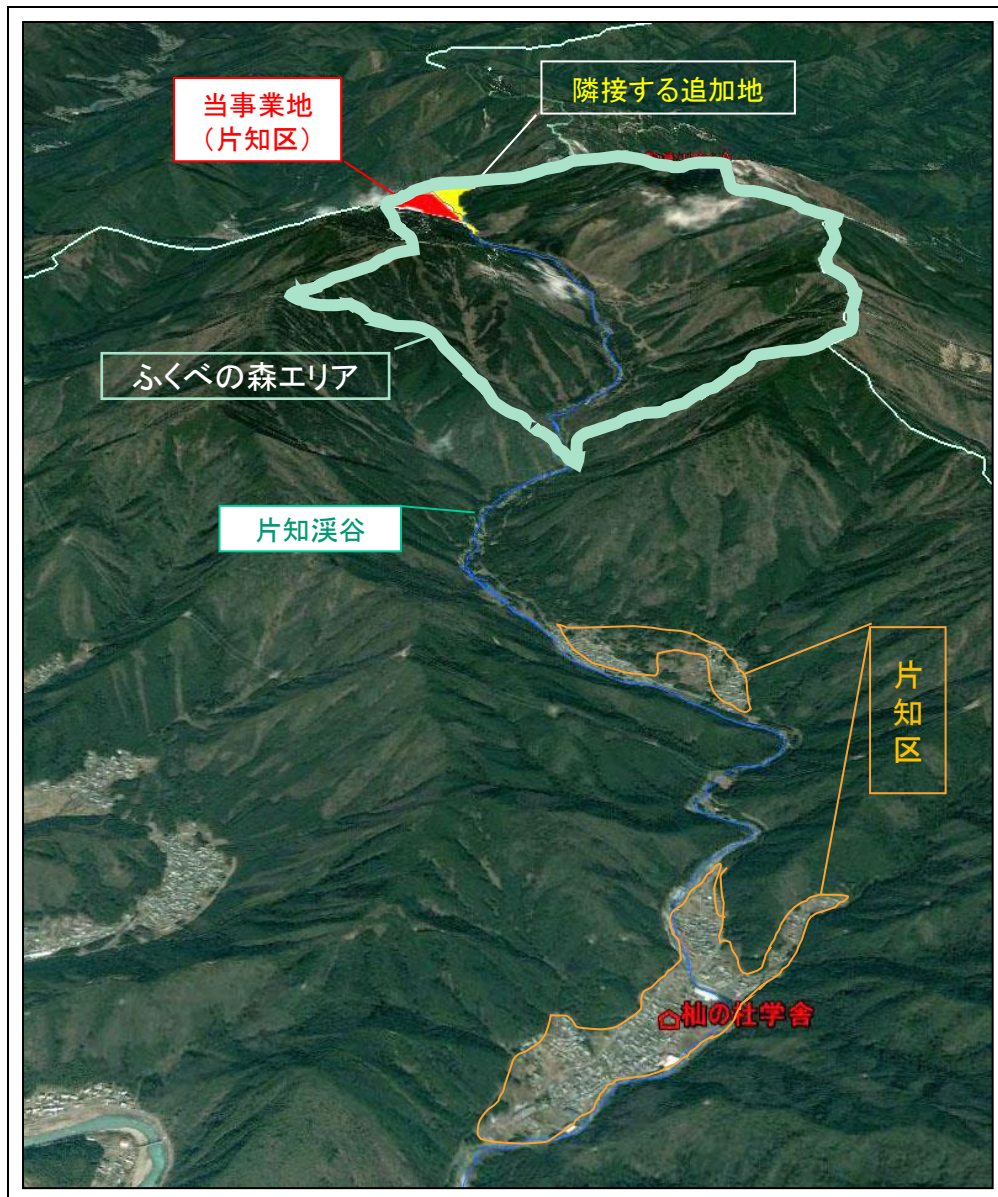 隣接する追加地
当事業地
（片知区）
ふくべの森エリア
片知渓谷
片知区
杣の杜学舎